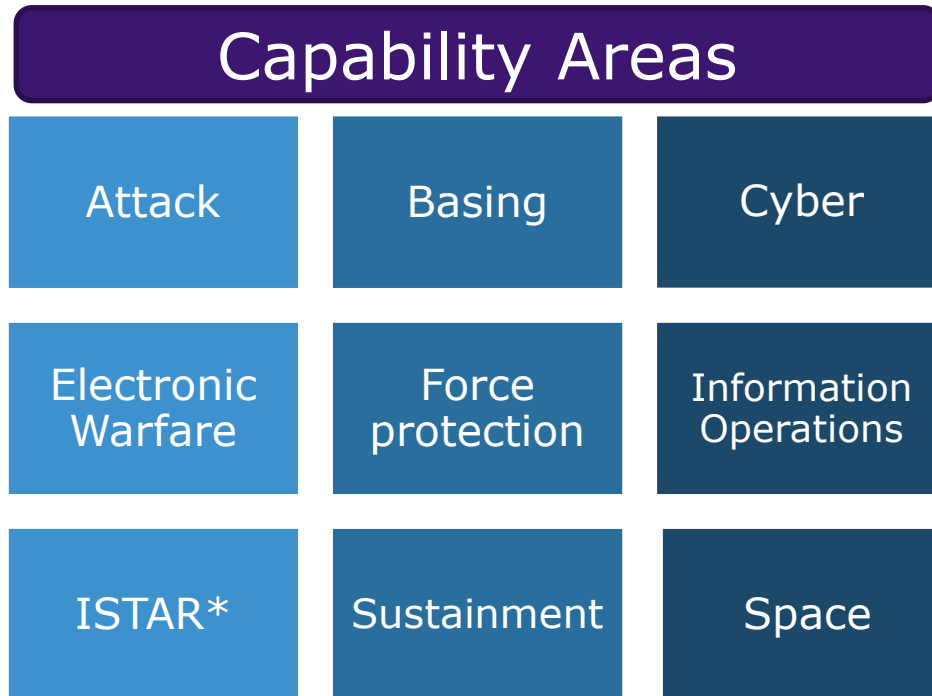 Capability Areas
Attack
Basing
Cyber
Electronic
Warfare
Force
protection
Information
Operations
ISTAR*
Sustainment
Space